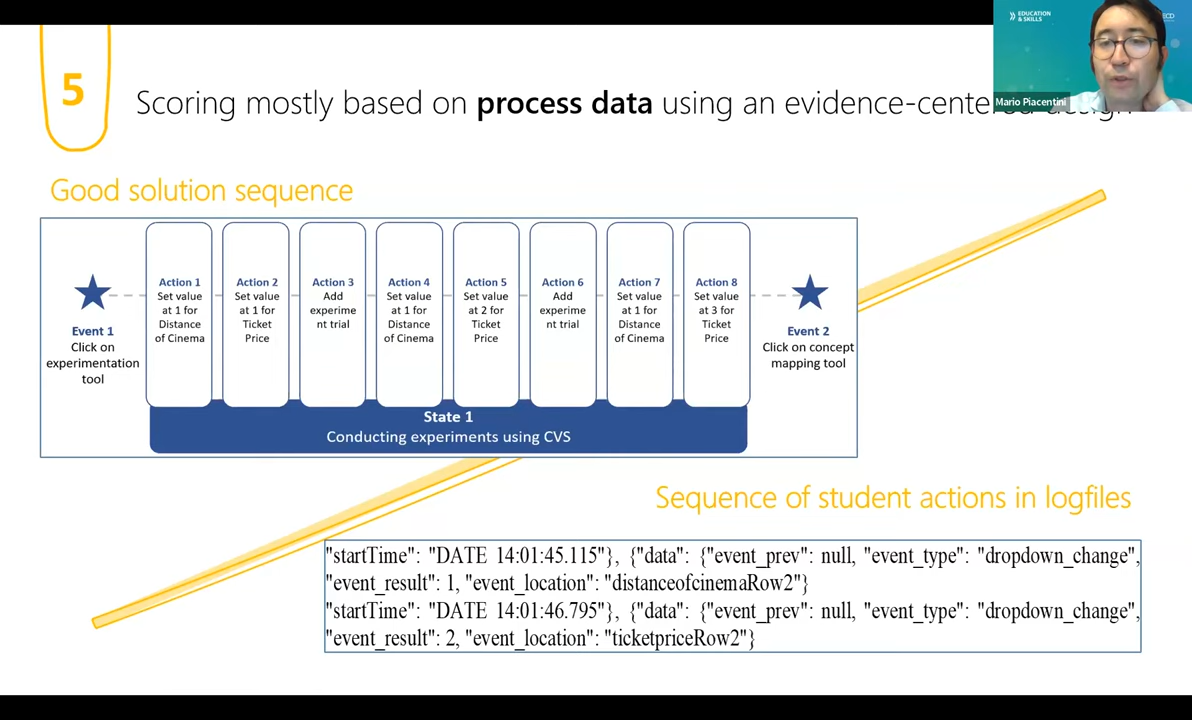 EDUCATION
& SKILLS
ECD
Mario Piacentini
5
Scoring mostly based on process data using an evidence-centered design
Good solution sequence
Event 1
Click on
experimentation
tool
Action 1
Set value
at 1 for
Distance
of Cinema
Action 2
Set value
at 1 for
Ticket
Price
Action 3
Add
experime
nt trial
Action 4
Set value
at 1 for
Distance
of Cinema
Action 5
Set value
at 2 for
Ticket
Price
Action 6
Add
experime
nt trial
Action 7
Set value
at 1 for
Distance
of Cinema
Action 8
Set value
at 3 for
Ticket
Price
Event 2
Click on concept
mapping tool
State 1
Conducting experiments using CVS
Sequence of student actions in logfiles
"startTime": "DATE 14:01:45.115"}, {"data": {"event_prev": null, "event_type": "dropdown_change",
"event_result": 1, "event_location": "distanceofcinemaRow2"}
"startTime": "DATE 14:01:46.795"}, {"data": {"event_prev": null, "event_type": "dropdown_change",
"event_result": 2, "event_location": "ticketpriceRow2"}